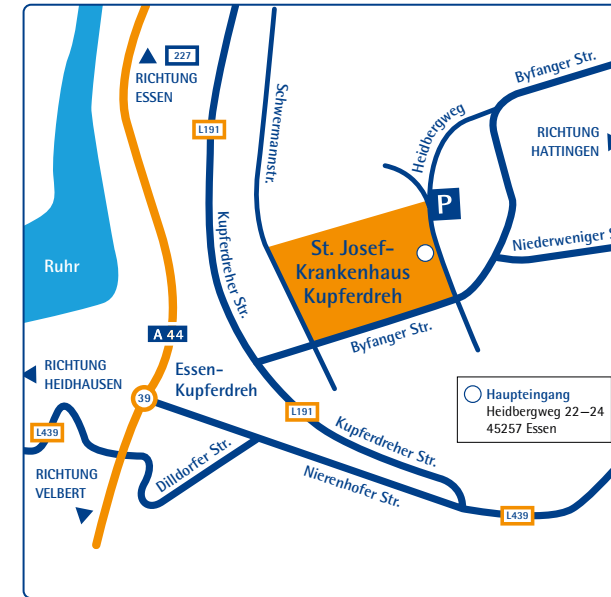 227
RICHTUNG
ESSEN
Byfanger Str.
Schwermannstr.
L191
Heidbergweg
RICHTUNG
HATTINGEN
P
Kupferdreher Str.
St. Josef-
Krankenhaus
Kupferdreh
Niederweniger S
Ruhr
A 44
Byfanger Str.
RICHTUNG
HEIDHAUSEN
Essen-
Kupferdreh
39
Haupteingang
Heidbergweg 22–24
45257 Essen
L191
L439
Kupferdreher Str.
Dilldorfer Str.
RICHTUNG
VELBERT
Nierenhofer Str.
L439